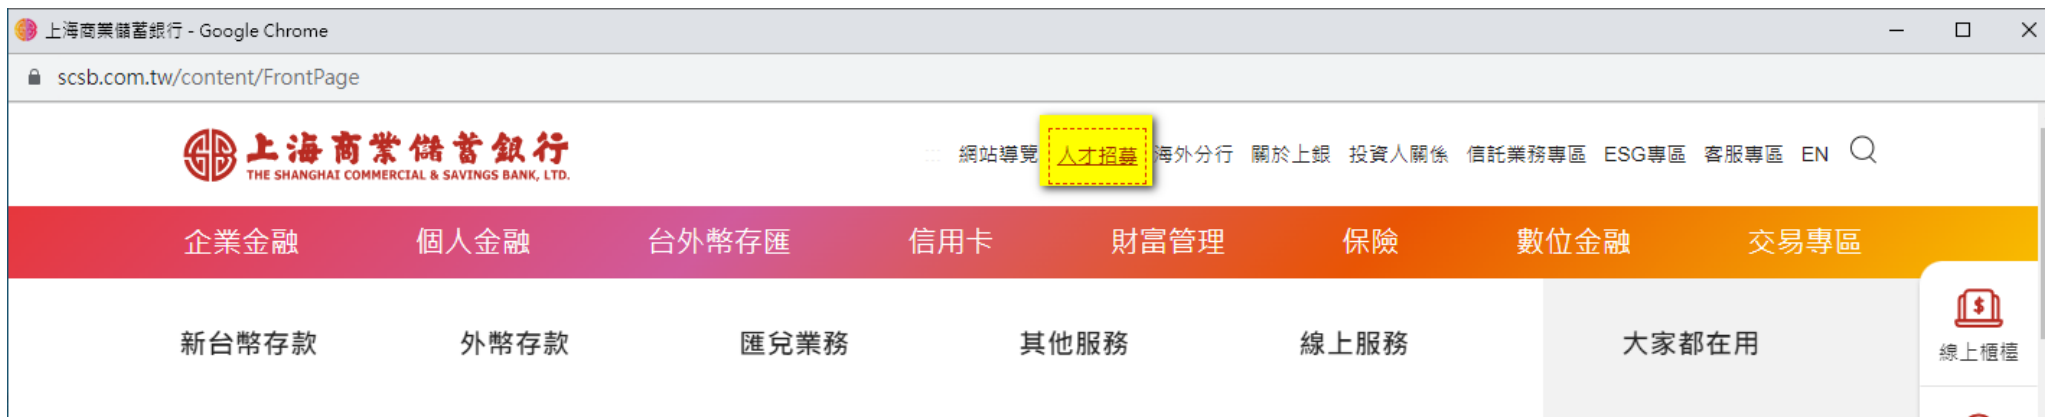 上海商業儲蓄銀行 - Google Chrome
scsb.com.tw/content/FrontPage
上海商業儲蓄銀行
THE SHANGHAI COMMERCIAL & SAVINGS BANK, LTD.
::: 網站導覽 人才招募 海外分行 關於上銀 投資人關係 信託業務專區 ESG專區 客服專區 EN
企業金融 個人金融 台外幣存匯 信用卡 財富管理 保險 數位金融 交易專區
新台幣存款 外幣存款 匯兌業務 其他服務 線上服務 大家都在用
線上櫃檯